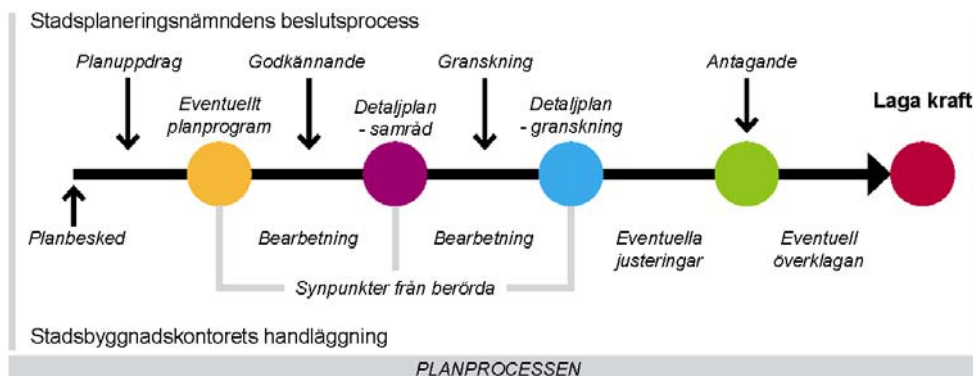 Stadsplaneringsnämndens beslutsprocess
Planuppdrag
Godkännande
Granskning
Antagande
Laga kraft
Eventuellt
planprogram
Detaljplan
- samråd
Detaljplan
- granskning
Planbesked
Bearbetning
Bearbetning
Eventuella
justeringar
Eventuell
överklagan
Synpunkter från berörda
Stadsbyggnadskontorets handläggning
PLANPROCESSEN